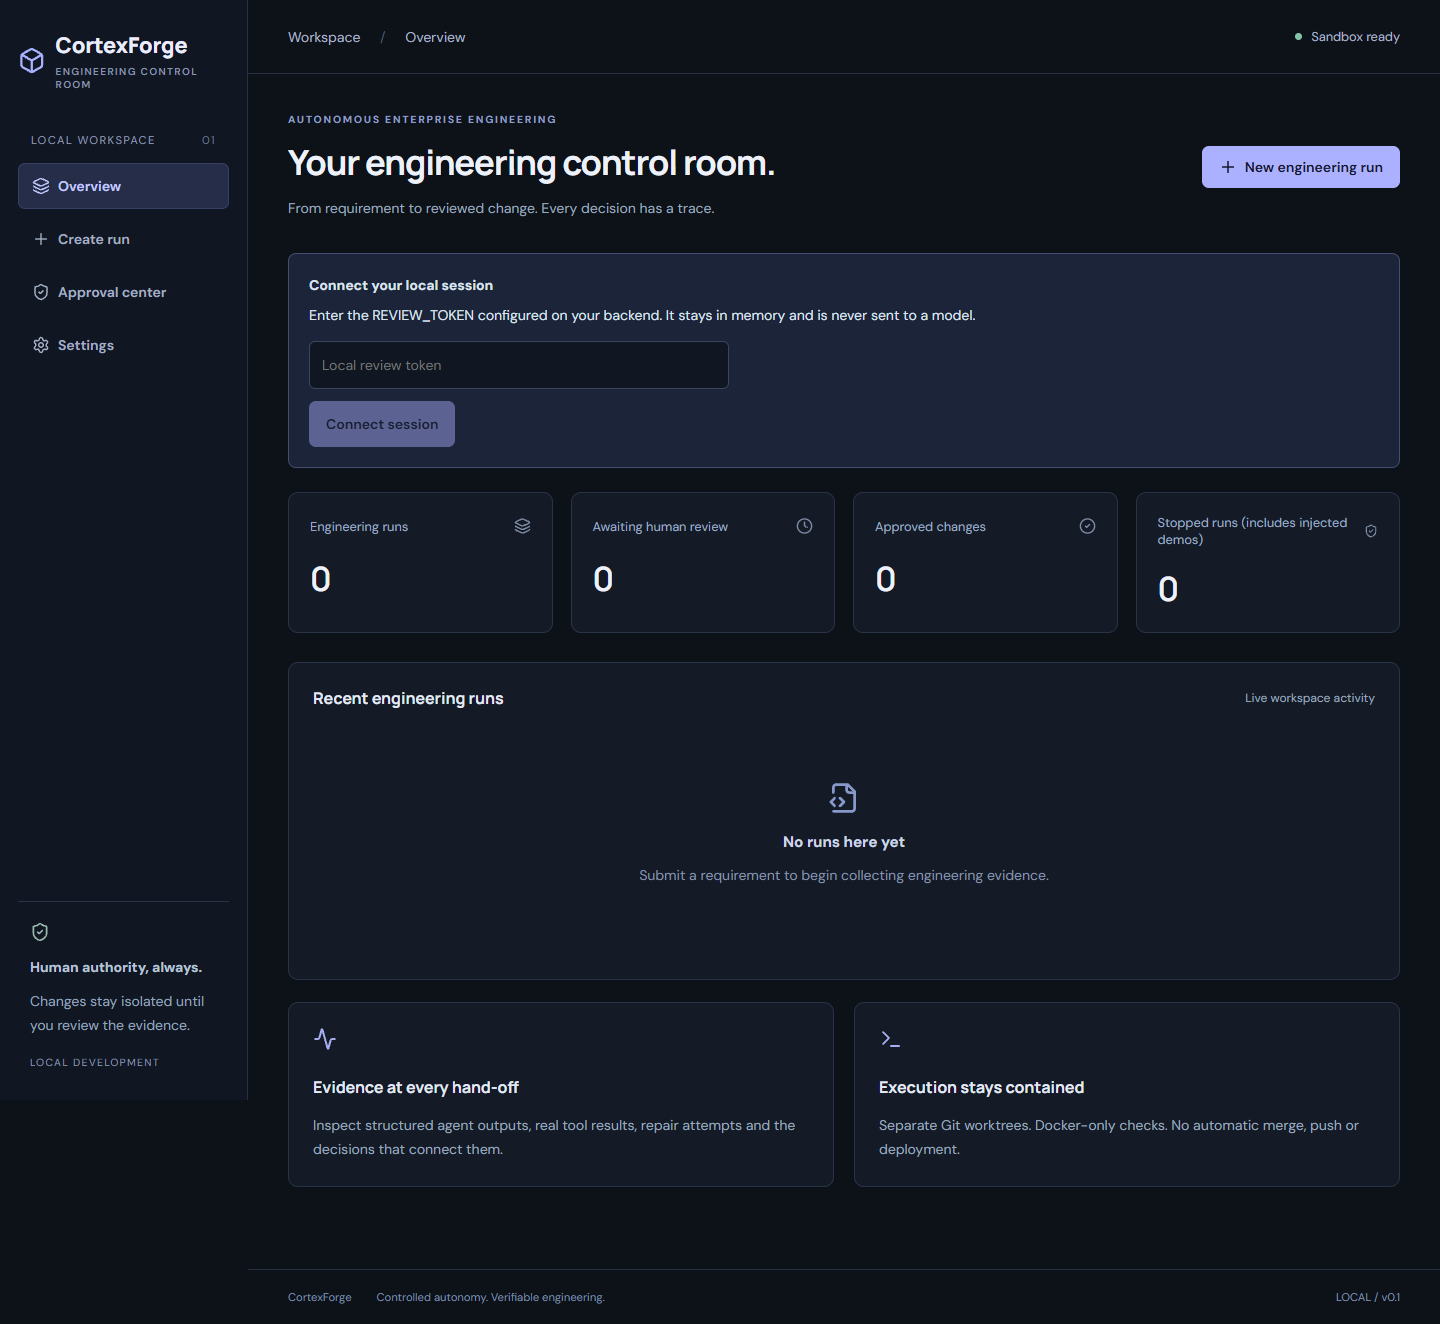 CortexForge
ENGINEERING CONTROL
ROOM
LOCAL WORKSPACE 01
Overview
Create run
Approval center
Settings
Human authority, always.
Changes stay isolated until
you review the evidence.
LOCAL DEVELOPMENT
Workspace / Overview
Sandbox ready
AUTONOMOUS ENTERPRISE ENGINEERING
Your engineering control room.
From requirement to reviewed change. Every decision has a trace.
New engineering run
Connect your local session
Enter the REVIEW_TOKEN configured on your backend. It stays in memory and is never sent to a model.
Local review token
Connect session
Engineering runs
0
Awaiting human review
0
Approved changes
0
Stopped runs (includes injected
demos)
0
Recent engineering runs
Live workspace activity
No runs here yet
Submit a requirement to begin collecting engineering evidence.
Evidence at every hand-off
Inspect structured agent outputs, real tool results, repair attempts and the
decisions that connect them.
Execution stays contained
Separate Git worktrees. Docker-only checks. No automatic merge, push or
deployment.
CortexForge
Controlled autonomy. Verifiable engineering.
LOCAL / v0.1